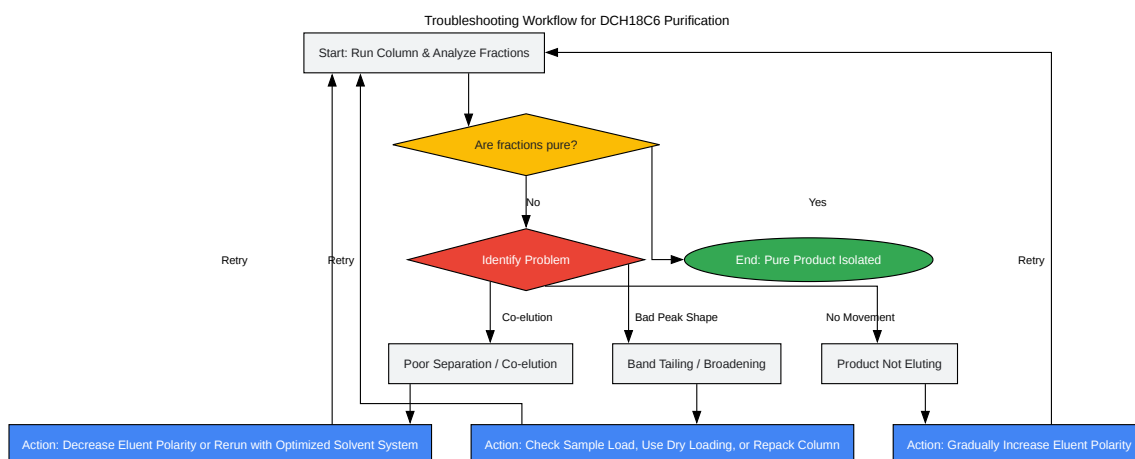 Troubleshooting Workflow for DCH18C6 Purification
Start: Run Column & Analyze Fractions
Are fractions pure?
No
Yes
Identify Problem
End: Pure Product Isolated
Retry
Retry
Retry
Co-elution
Bad Peak Shape
No Movement
Poor Separation / Co-elution
Band Tailing / Broadening
Product Not Eluting
Action: Decrease Eluent Polarity or Rerun with Optimized Solvent System
Action: Check Sample Load, Use Dry Loading, or Repack Column
Action: Gradually Increase Eluent Polarity